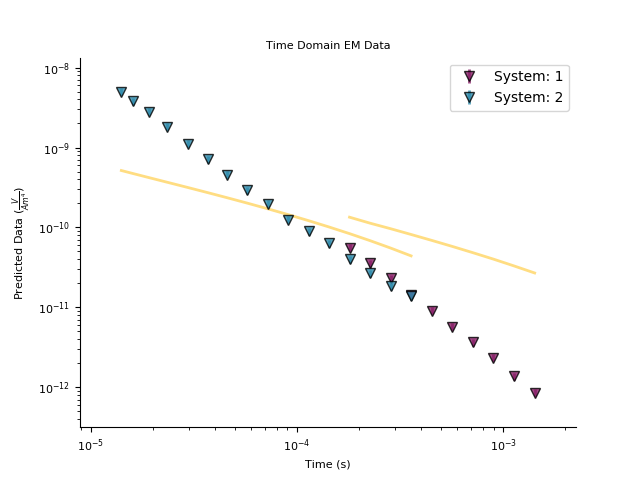 Time Domain EM Data
System: 1
System: 2
Predicted Data (V/Am⁴)
10⁻⁸
10⁻⁹
10⁻¹⁰
10⁻¹¹
10⁻¹²
10⁻⁵
10⁻⁴
10⁻³
Time (s)